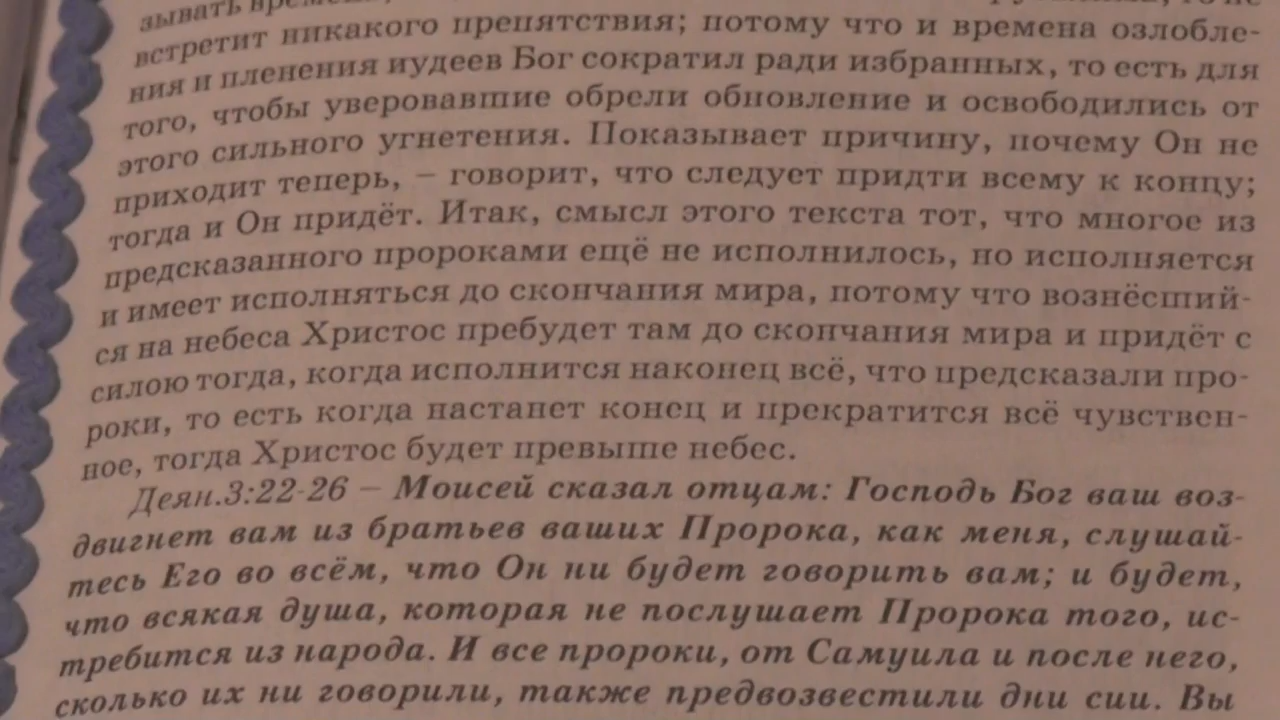 зывать
встретит никакого препятствия; потому что и времена озлобле-
ния и пленения иудеев Бог сократил ради избранных, то есть для
того, чтобы уверовавшие обрели обновление и освободились от
этого сильного угнетения. Показывает причину, почему Он не
приходит теперь, – говорит, что следует придти всему к концу;
тогда и Он придёт. Итак, смысл этого текста тот, что многое из
предсказанного пророками ещё не исполнилось, но исполняется
и имеет исполняться до скончания мира, потому что вознёсший-
ся на небеса Христос пребудет там до скончания мира и придёт с
силою тогда, когда исполнится наконец всё, что предсказали про-
роки, то есть когда настанет конец и прекратится всё чувствен-
ное, тогда Христос будет превыше небес.
Деян.3:22-26 – Моисей сказал отцам: Господь Бог ваш воз-
двигнет вам из братьев ваших Пророка, как меня, слушай-
тесь Его во всём, что Он ни будет говорить вам; и будет,
что всякая душа, которая не послушает Пророка того, ис-
требится из народа. И все пророки, от Самуила и после него,
сколько их ни говорили, также предвозвестили дни сии. Вы